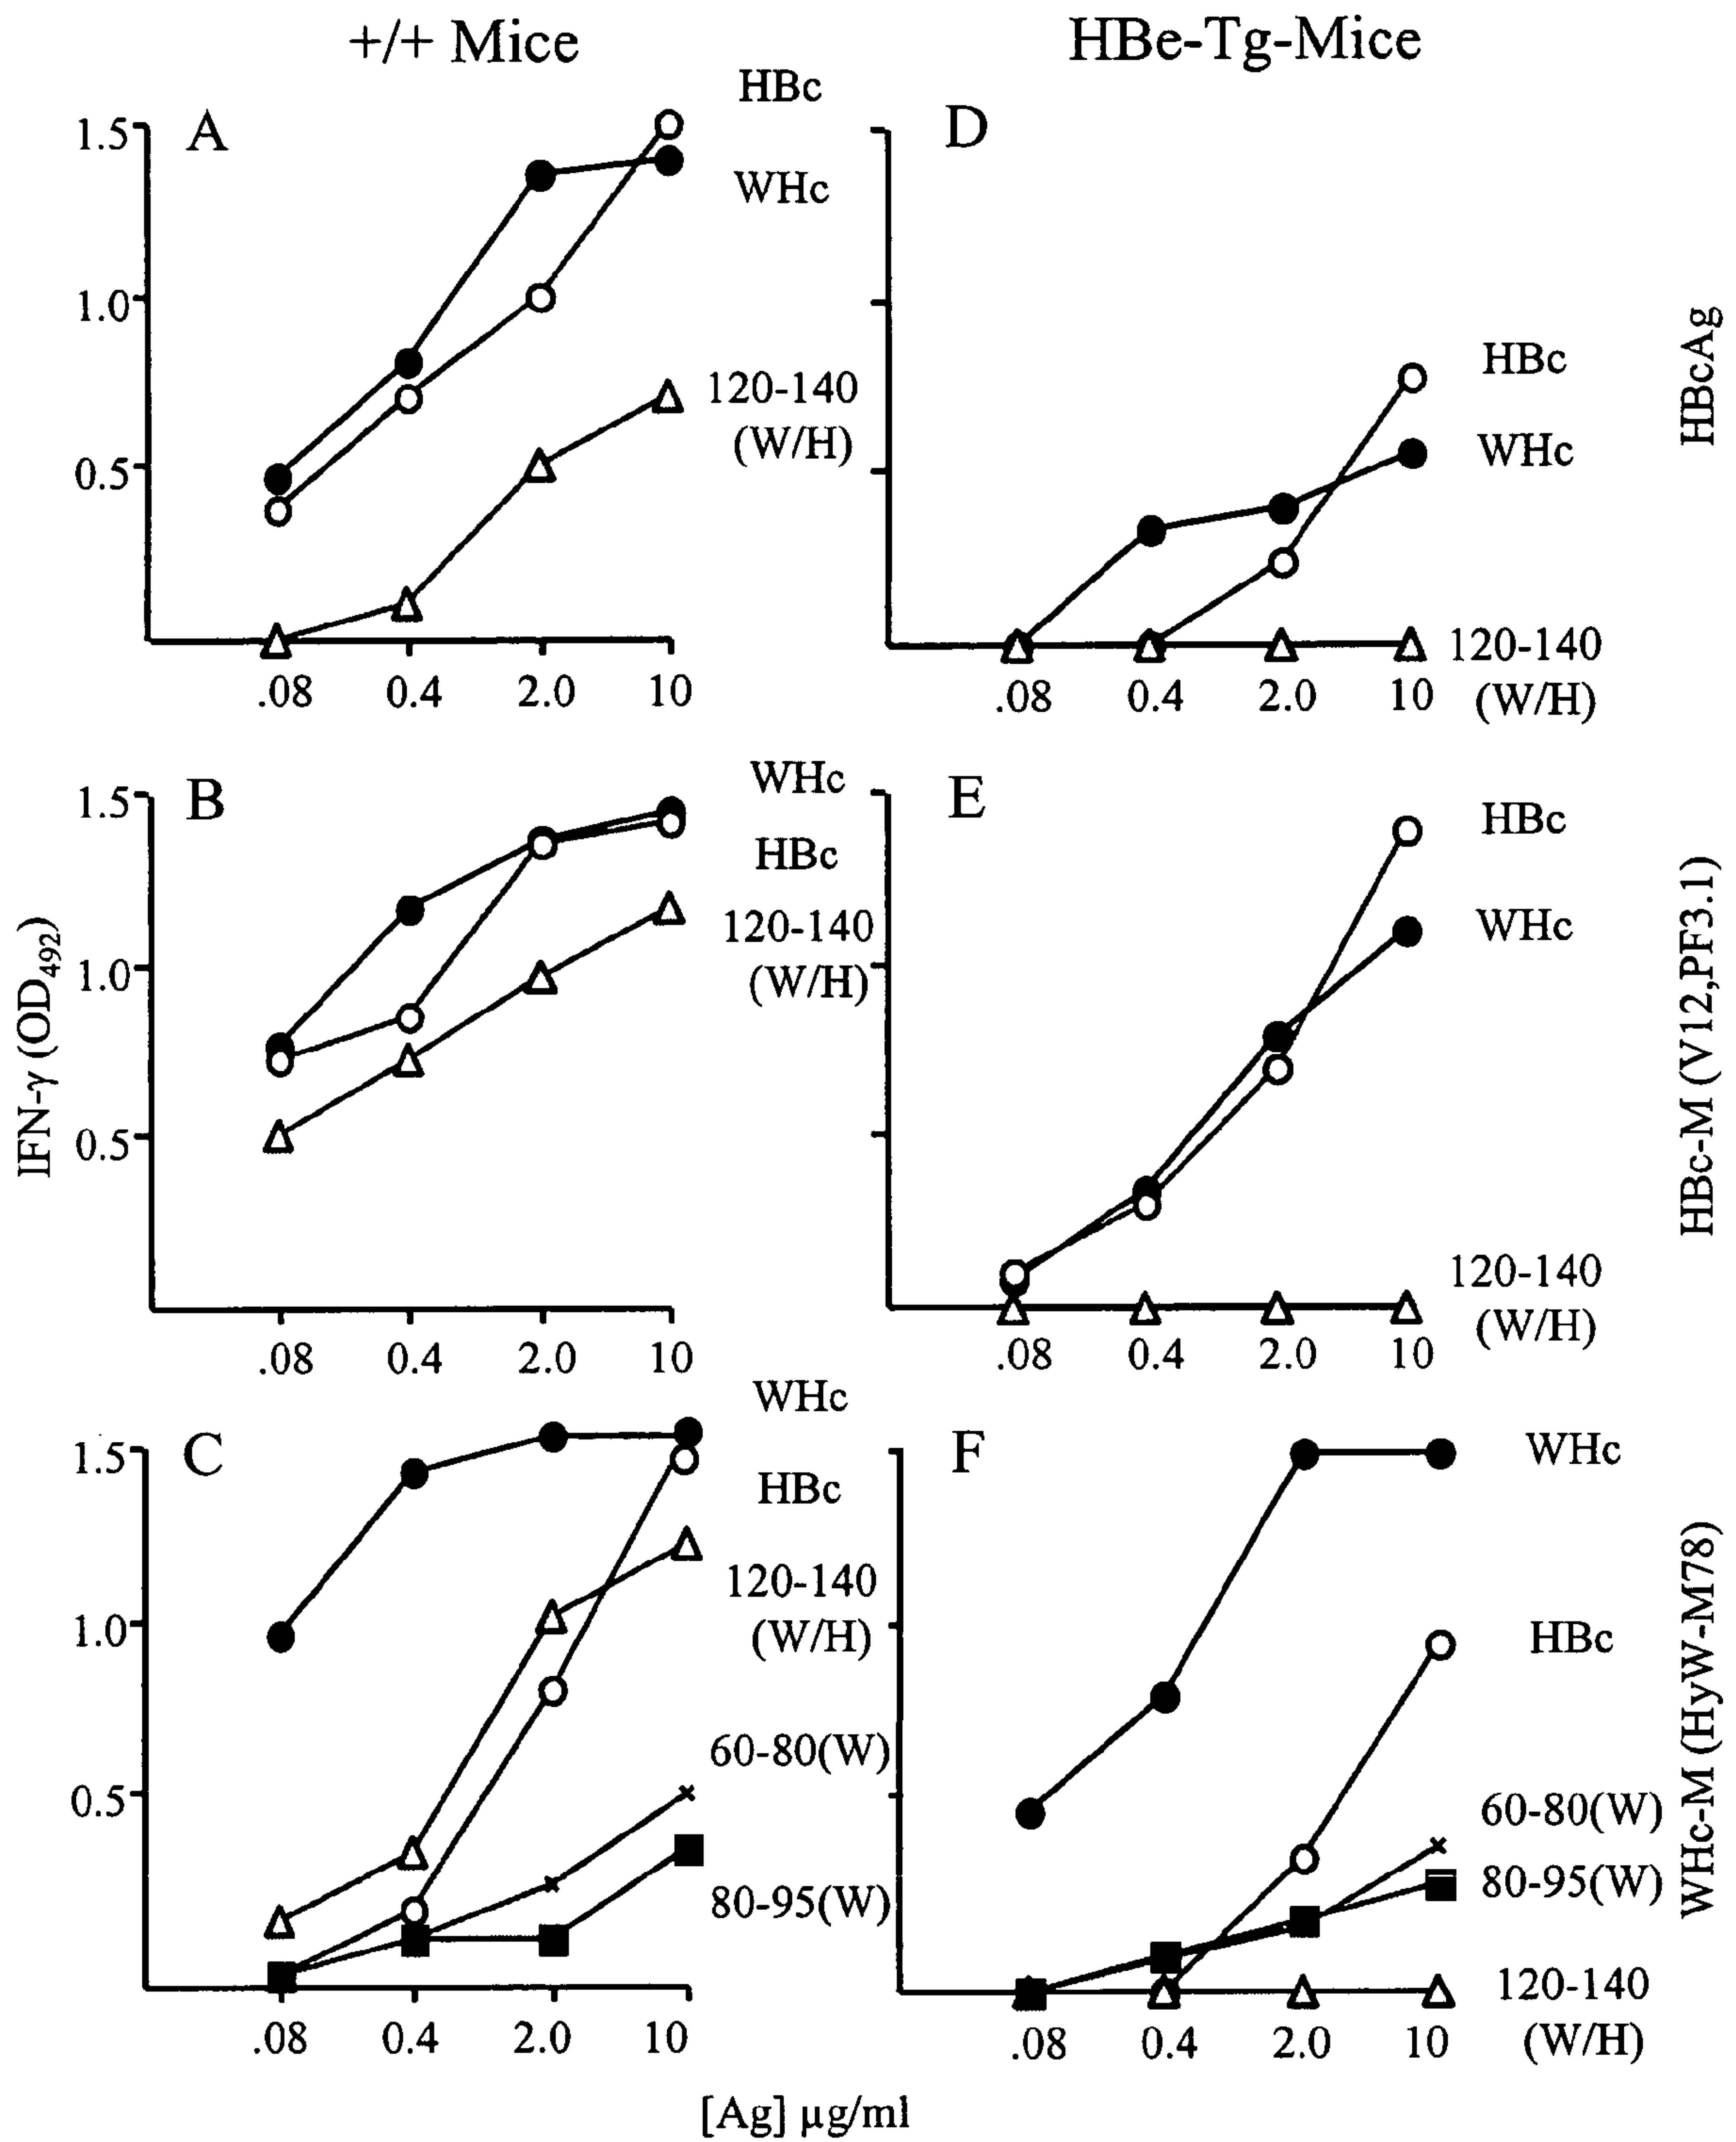 +/+ Mice
HBe-Tg-Mice
A
1.5
1.0
0.5
HBc
WHc
120-140
(W/H)
.08 0.4 2.0 10
D
HBc
WHc
120-140
(W/H)
.08 0.4 2.0 10
HBcAg
B
1.5
1.0
0.5
WHc
HBc
120-140
(W/H)
.08 0.4 2.0 10
IFN-γ (OD492)
E
HBc
WHc
120-140
(W/H)
.08 0.4 2.0 10
HBc-M (V12,PF3.1)
C
1.5
1.0
0.5
WHc
HBc
120-140
(W/H)
60-80(W)
80-95(W)
.08 0.4 2.0 10
F
WHc
HBc
60-80(W)
80-95(W)
120-140
(W/H)
.08 0.4 2.0 10
WHc-M (HyW-M78)
[Ag] µg/ml